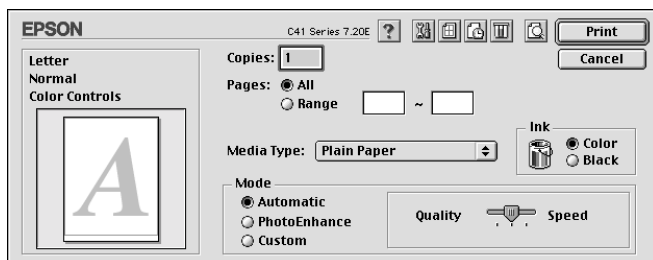 EPSON
C41 Series 7.20E
?
Print
Cancel
Letter
Normal
Color Controls
A
Copies: 1
Pages: All
Range ~
Media Type: Plain Paper
Ink
Color
Black
Mode
Automatic
PhotoEnhance
Custom
Quality Speed